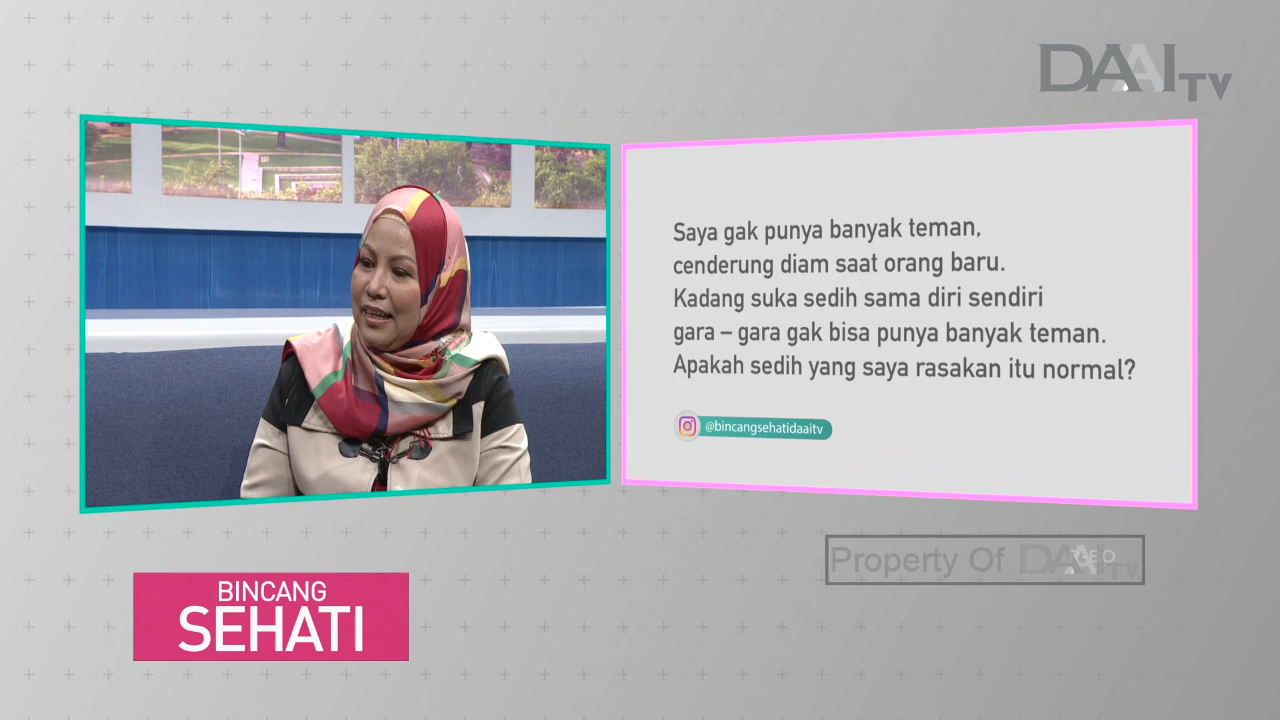 DAAI TV
Saya gak punya banyak teman,
cenderung diam saat orang baru.
Kadang suka sedih sama diri sendiri
gara – gara gak bisa punya banyak teman.
Apakah sedih yang saya rasakan itu normal?
@bincangsehatidaaitv
Property Of DAAI TV
BINCANG
SEHATI